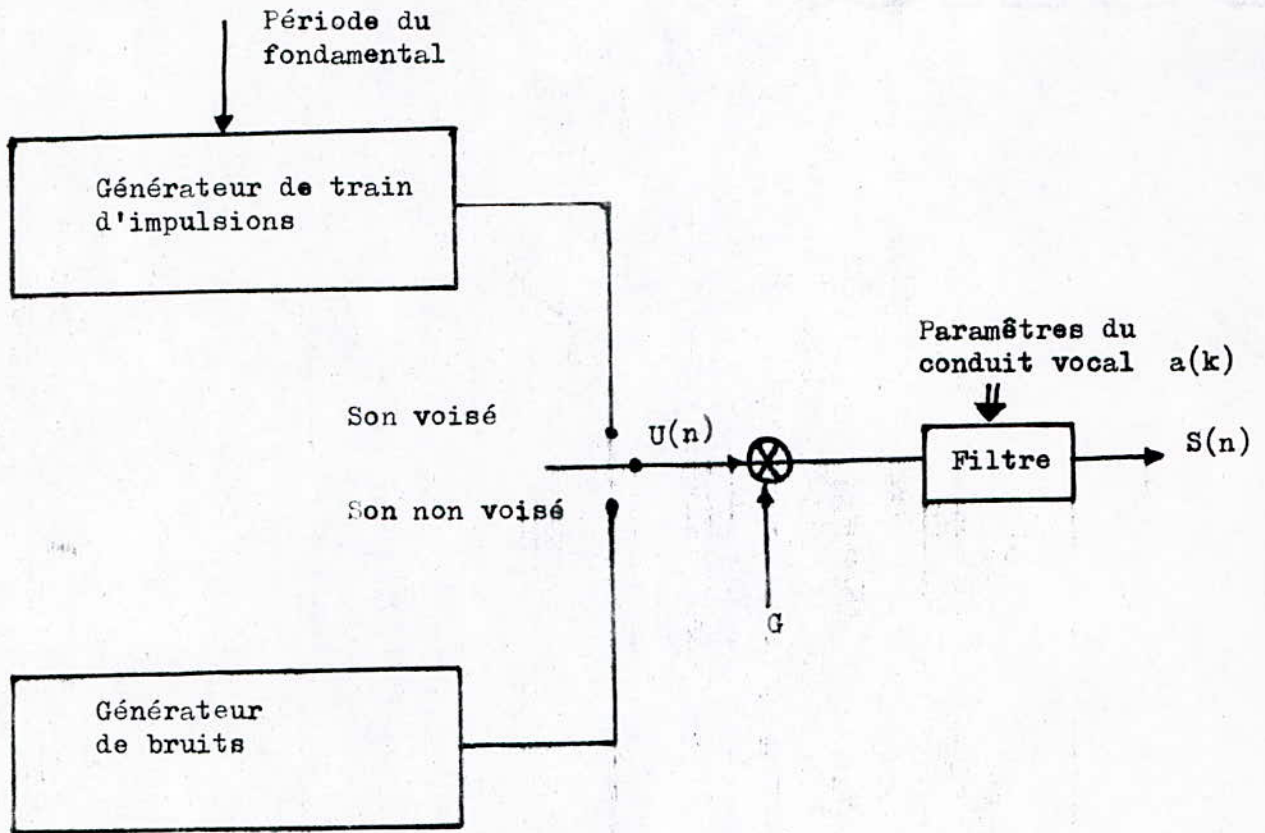 Période du
fondamental
Générateur de train
d'impulsions
Paramêtres du
conduit vocal a(k)
Son voisé
U(n)
Filtre
S(n)
Son non voisé
G
Générateur
de bruits